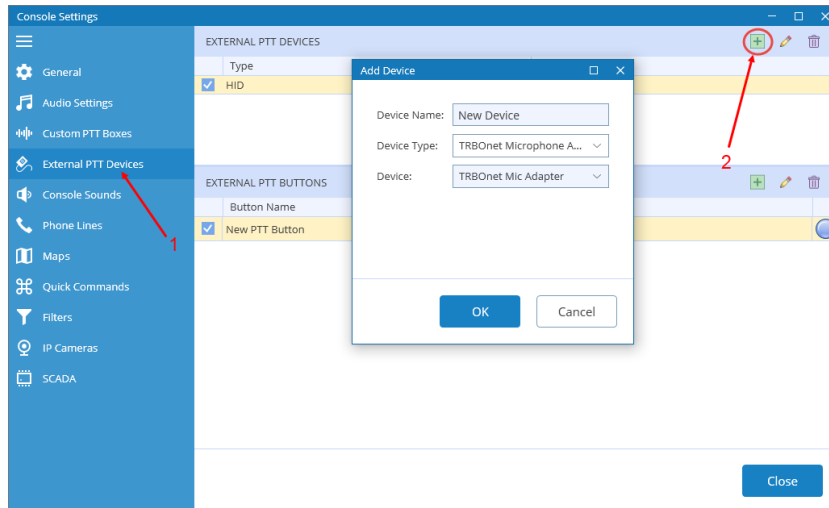 Console Settings
General
Audio Settings
Custom PTT Boxes
External PTT Devices
Console Sounds
Phone Lines
Maps
Quick Commands
Filters
IP Cameras
SCADA
1
EXTERNAL PTT DEVICES
Type
HID
2
EXTERNAL PTT BUTTONS
Button Name
New PTT Button
Add Device
Device Name: New Device
Device Type: TRBOnet Microphone A...
Device: TRBOnet Mic Adapter
OK Cancel
Close